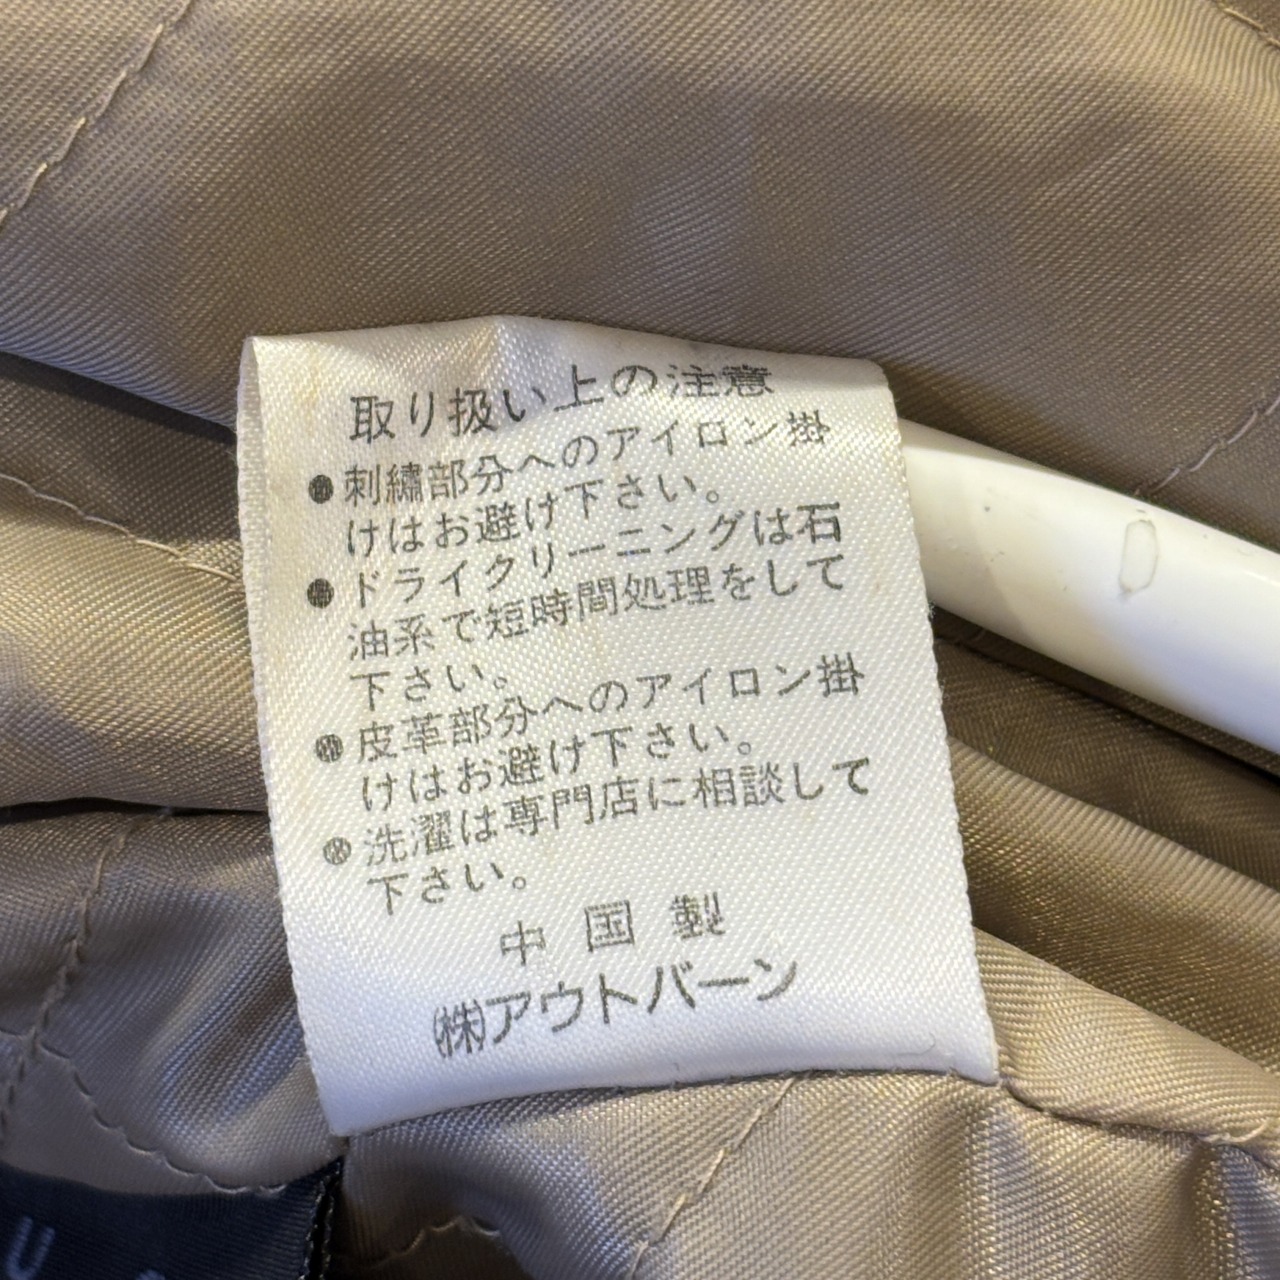 取り扱い上の注意
●刺繍部分へのアイロン掛
けはお避け下さい。
●ドライクリーニングは石
油系で短時間処理をして
下さい。
●皮革部分へのアイロン掛
けはお避け下さい。
●洗濯は専門店に相談して
下さい。
中国製
㈱アウトバーン
U